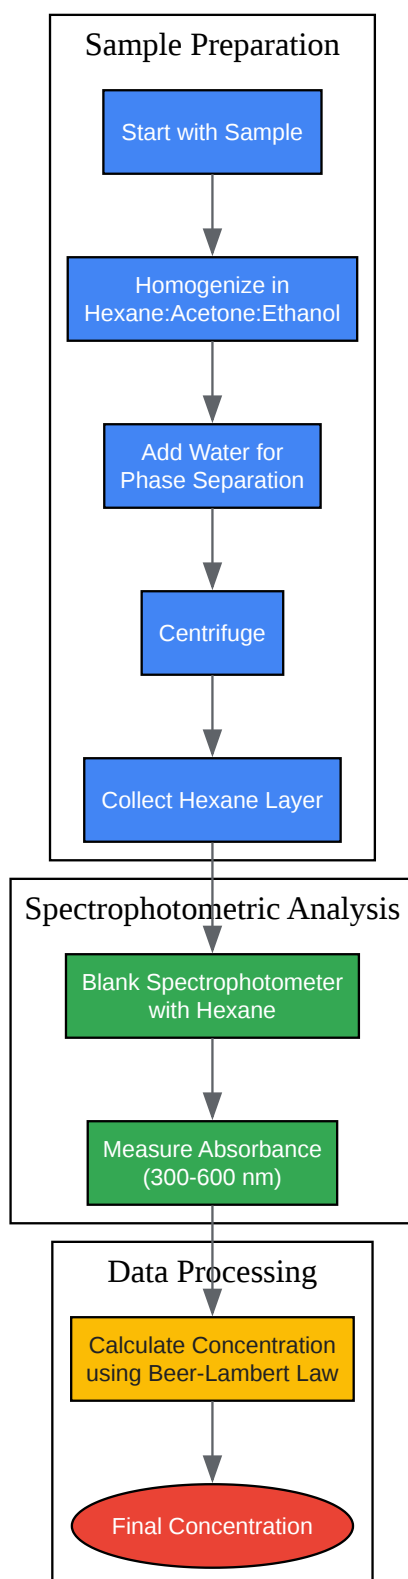 Sample Preparation
Start with Sample
Homogenize in
Hexane:Acetone:Ethanol
Add Water for
Phase Separation
Centrifuge
Collect Hexane Layer
Spectrophotometric Analysis
Blank Spectrophotometer
with Hexane
Measure Absorbance
(300-600 nm)
Data Processing
Calculate Concentration
using Beer-Lambert Law
Final Concentration